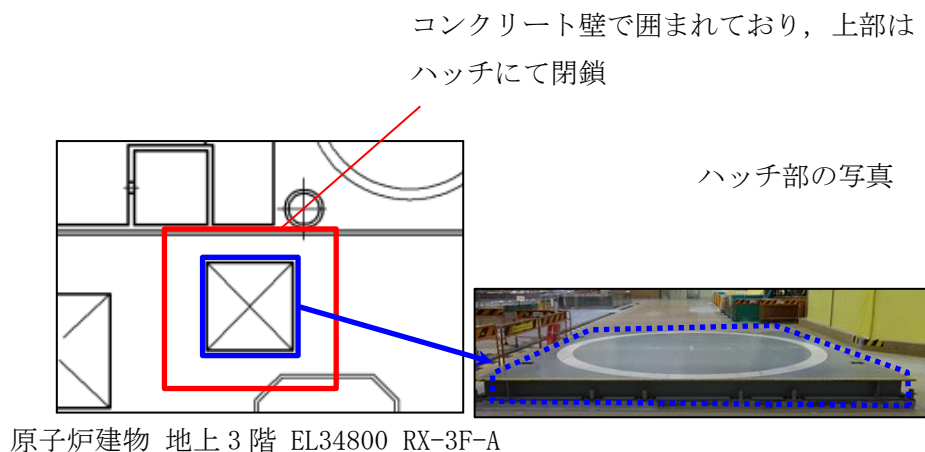 コンクリート壁で囲まれており，上部は
ハッチにて閉鎖
ハッチ部の写真
原子炉建物 地上3階 EL34800 RX-3F-A